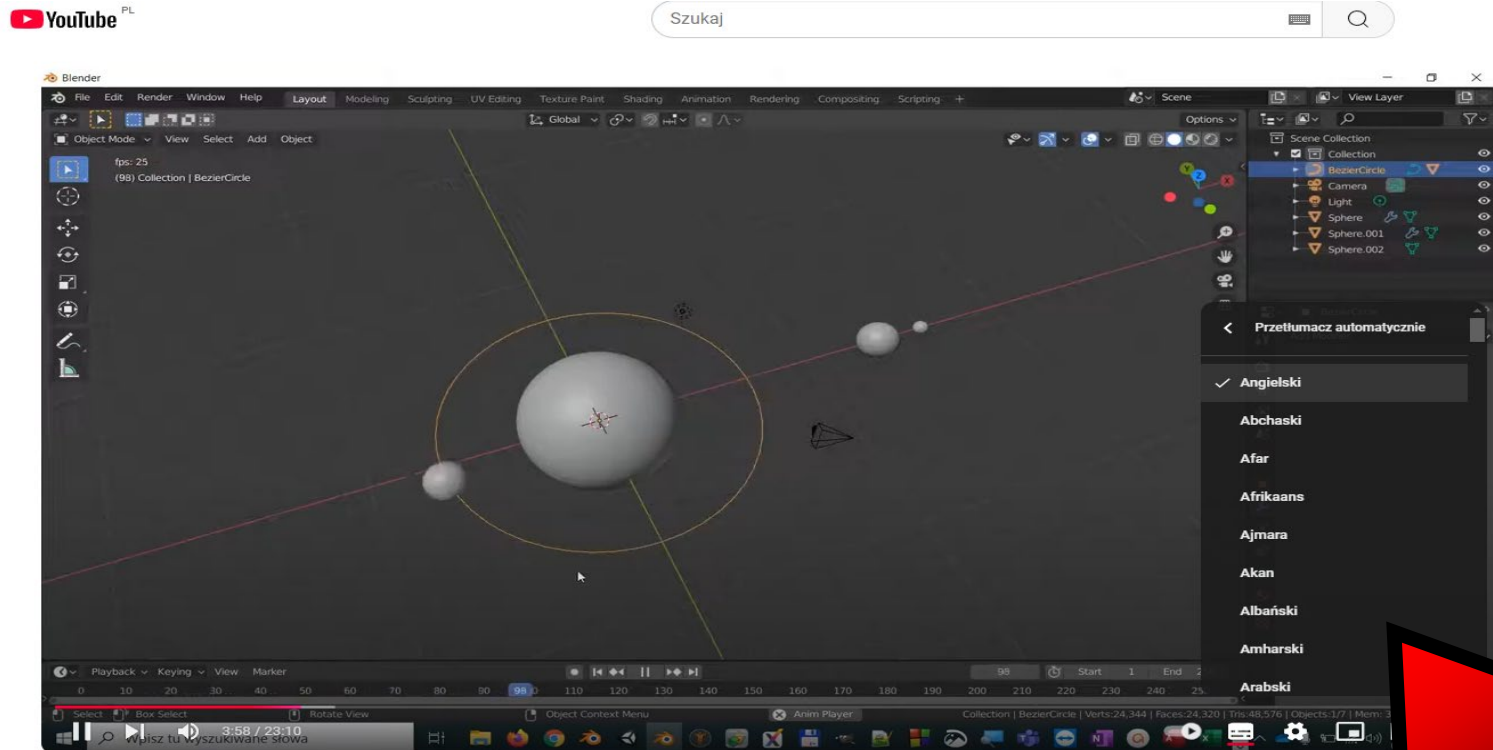 YouTube PL
Szukaj
Blender
File Edit Render Window Help Layout Modeling Sculpting UV Editing Texture Paint Shading Animation Rendering Compositing Scripting + Scene View Layer
Global Options
Object Mode View Select Add Object
Scene Collection
Collection
BezierCircle
Camera
Light
Sphere
Sphere.001
Sphere.002
fps: 25
(98) Collection | BezierCircle
Przetłumacz automatycznie
Angielski
Abchaski
Afar
Afrikaans
Ajmara
Akan
Albański
Amharski
Arabski
Playback Keying View Marker 98 Start 1 End
0 10 20 30 40 50 60 70 80 90 98 110 120 130 140 150 160 170 180 190 200 210 220 230 240
Select Box Select Rotate View Object Context Menu Anim Player Collection | BezierCircle | Verts:24,344 | Faces:24,320 | Tris:48,576 | Objects:1/7 | Mem:
3:58 / 23:10
Wpisz tu wyszukiwane słowa